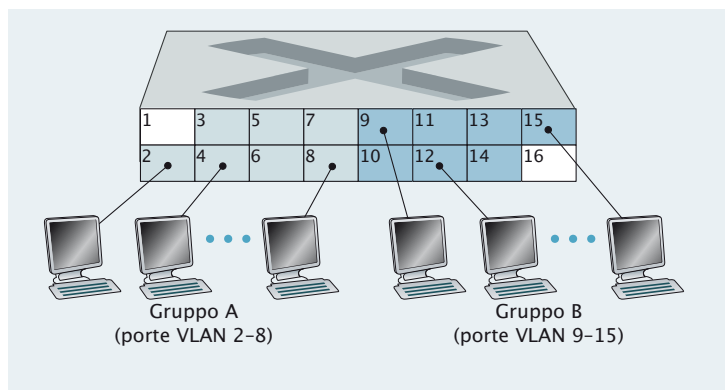 1 3 5 7 9 11 13 15
2 4 6 8 10 12 14 16
Gruppo A
(porte VLAN 2–8)
Gruppo B
(porte VLAN 9–15)